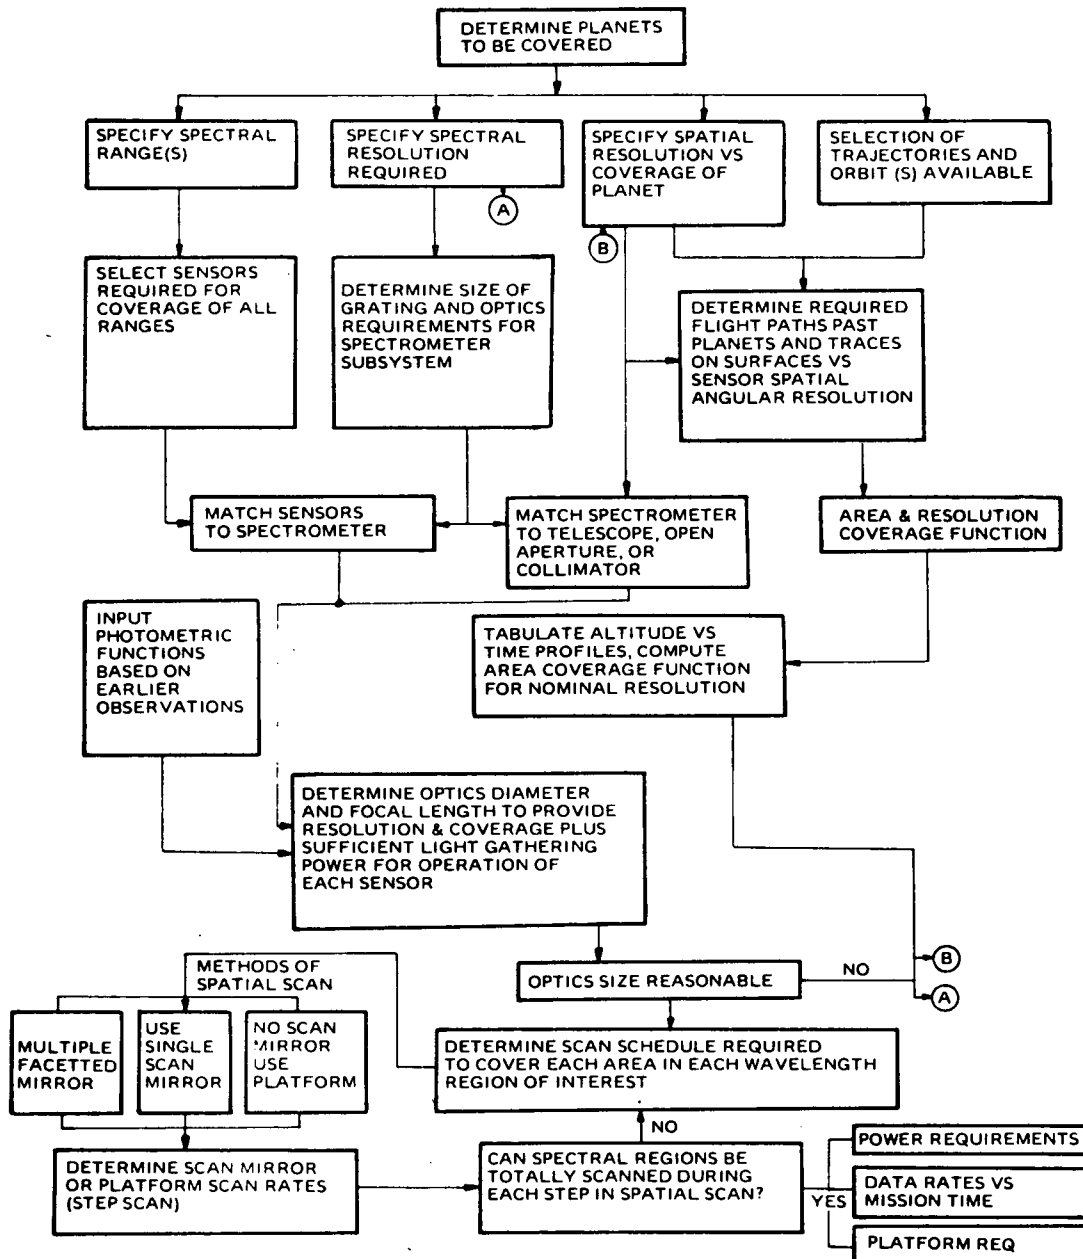 DETERMINE PLANETS
TO BE COVERED
SPECIFY SPECTRAL
RANGE(S)
SPECIFY SPECTRAL
RESOLUTION
REQUIRED
SPECIFY SPATIAL
RESOLUTION VS
COVERAGE OF
PLANET
SELECTION OF
TRAJECTORIES AND
ORBIT (S) AVAILABLE
A
B
SELECT SENSORS
REQUIRED FOR
COVERAGE OF ALL
RANGES
DETERMINE SIZE OF
GRATING AND OPTICS
REQUIREMENTS FOR
SPECTROMETER
SUBSYSTEM
DETERMINE REQUIRED
FLIGHT PATHS PAST
PLANETS AND TRACES
ON SURFACES VS
SENSOR SPATIAL
ANGULAR RESOLUTION
MATCH SENSORS
TO SPECTROMETER
MATCH SPECTROMETER
TO TELESCOPE, OPEN
APERTURE, OR
COLLIMATOR
AREA & RESOLUTION
COVERAGE FUNCTION
INPUT
PHOTOMETRIC
FUNCTIONS
BASED ON
EARLIER
OBSERVATIONS
TABULATE ALTITUDE VS
TIME PROFILES, COMPUTE
AREA COVERAGE FUNCTION
FOR NOMINAL RESOLUTION
DETERMINE OPTICS DIAMETER
AND FOCAL LENGTH TO PROVIDE
RESOLUTION & COVERAGE PLUS
SUFFICIENT LIGHT GATHERING
POWER FOR OPERATION OF
EACH SENSOR
OPTICS SIZE REASONABLE
NO
B
A
METHODS OF
SPATIAL SCAN
MULTIPLE
FACETTED
MIRROR
USE
SINGLE
SCAN
MIRROR
NO SCAN
MIRROR
USE
PLATFORM
DETERMINE SCAN SCHEDULE REQUIRED
TO COVER EACH AREA IN EACH WAVELENGTH
REGION OF INTEREST
NO
DETERMINE SCAN MIRROR
OR PLATFORM SCAN RATES
(STEP SCAN)
CAN SPECTRAL REGIONS BE
TOTALLY SCANNED DURING
EACH STEP IN SPATIAL SCAN?
YES
POWER REQUIREMENTS
DATA RATES VS
MISSION TIME
PLATFORM REQ